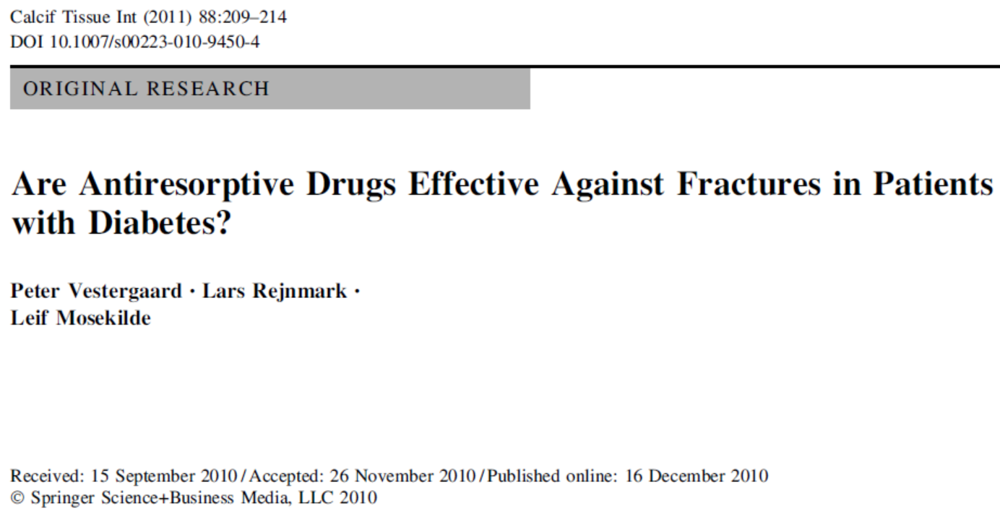 Calcif Tissue Int (2011) 88:209–214
DOI 10.1007/s00223-010-9450-4
ORIGINAL RESEARCH
Are Antiresorptive Drugs Effective Against Fractures in Patients
with Diabetes?
Peter Vestergaard · Lars Rejnmark ·
Leif Mosekilde
Received: 15 September 2010 / Accepted: 26 November 2010 / Published online: 16 December 2010
© Springer Science+Business Media, LLC 2010